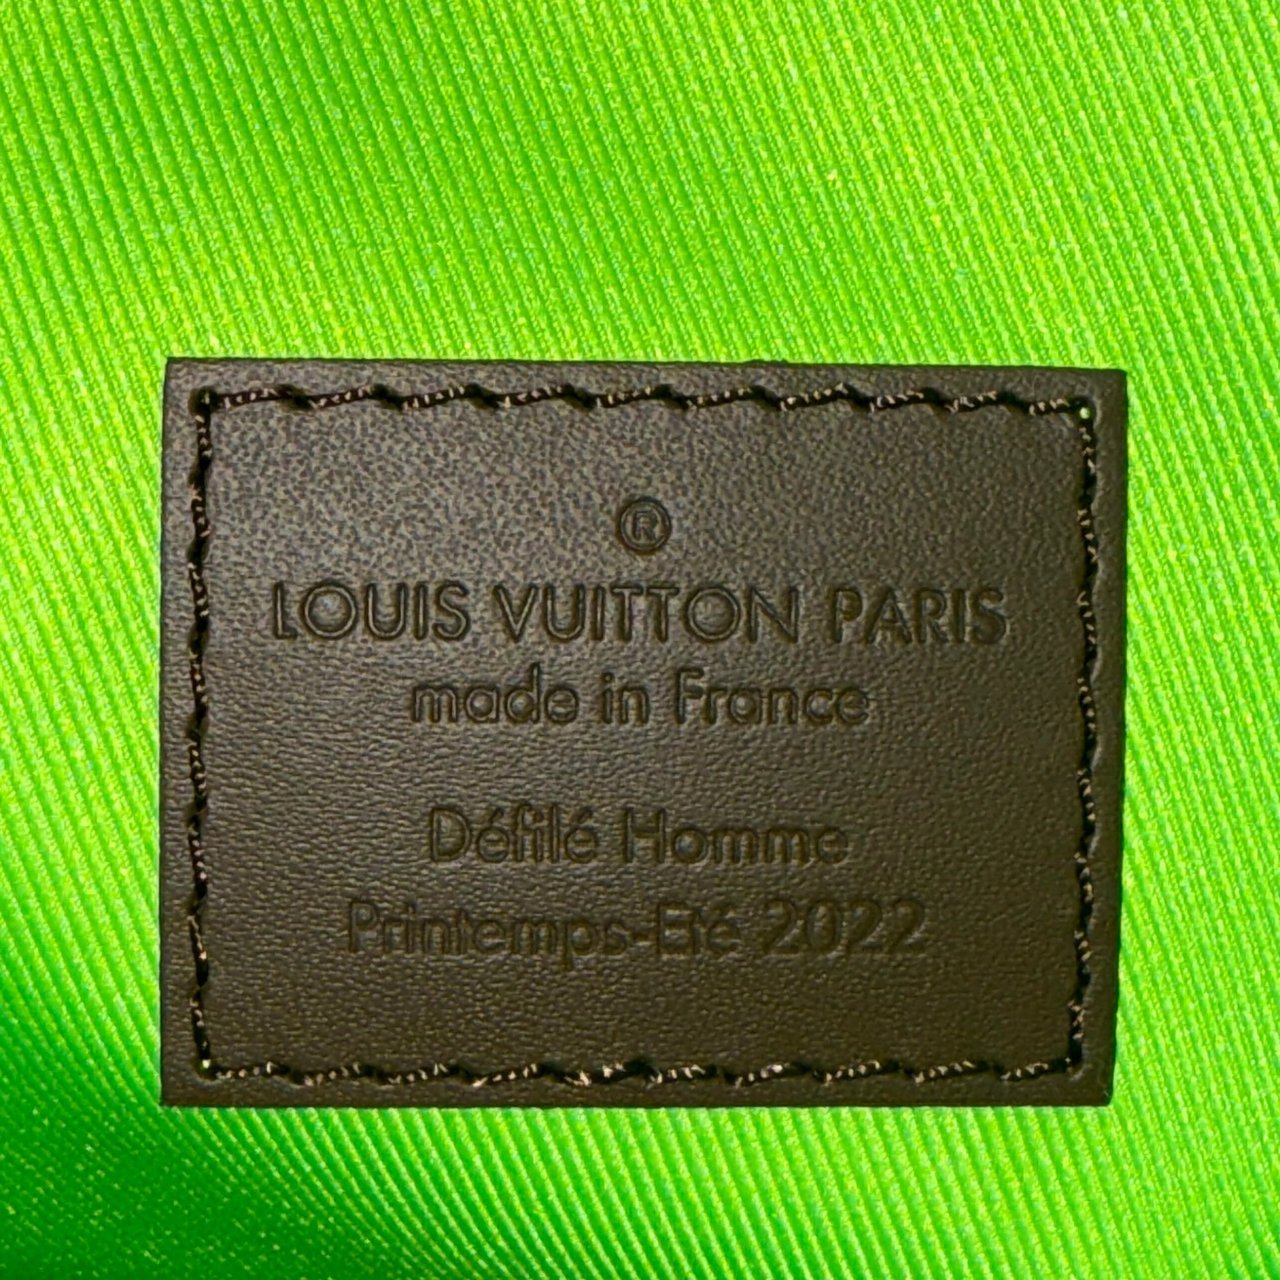 ®
LOUIS VUITTON PARIS
made in France
Défilé Homme
Printemps-Eté 2022